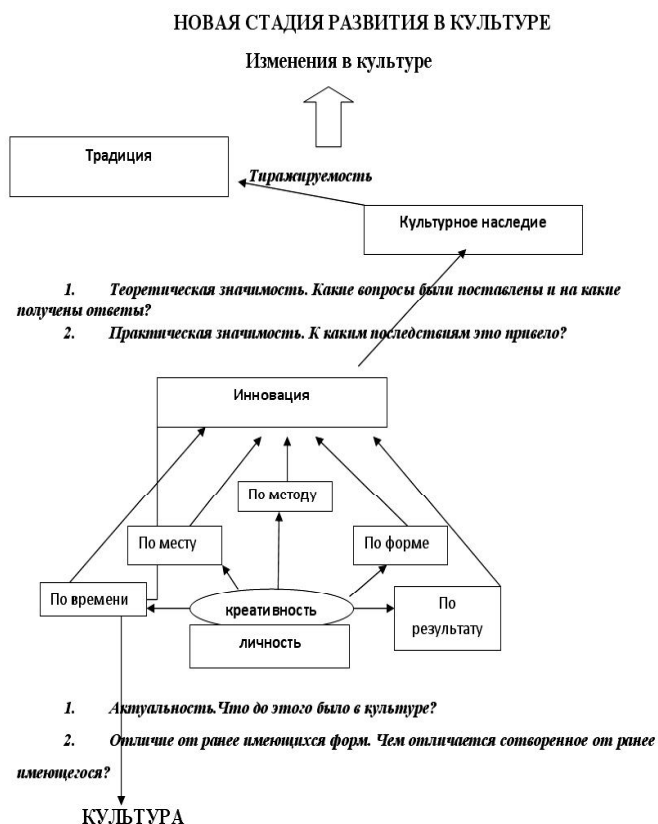 НОВАЯ СТАДИЯ РАЗВИТИЯ В КУЛЬТУРЕ
Изменения в культуре
Традиция
Тиражируемость
Культурное наследие
1. Теоретическая значимость. Какие вопросы были поставлены и на какие
получены ответы?
2. Практическая значимость. К каким последствиям это привело?
Инновация
По методу
По месту
По форме
По времени
креативность
По
результату
личность
1. Актуальность.Что до этого было в культуре?
2. Отличие от ранее имеющихся форм. Чем отличается сотворенное от ранее
имеющегося?
КУЛЬТУРА